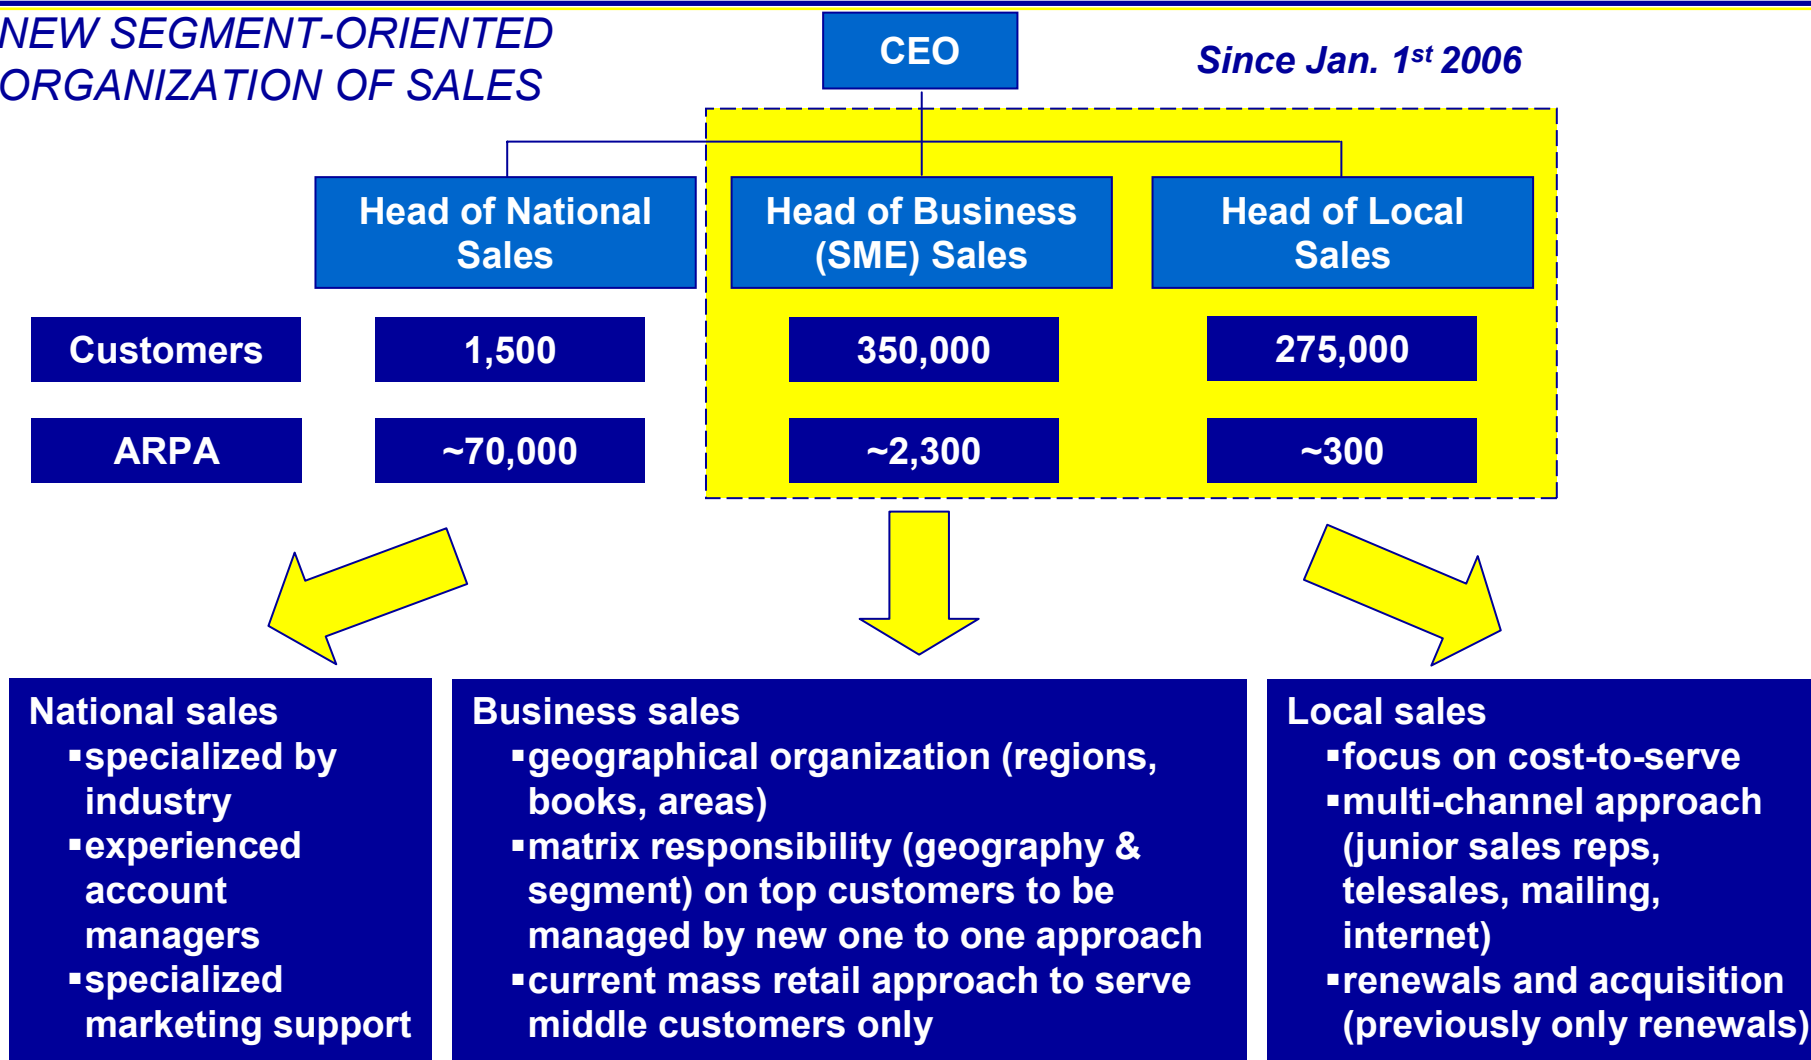 NEW SEGMENT-ORIENTED
ORGANIZATION OF SALES
CEO
Since Jan. 1st 2006
Head of National
Sales
Head of Business
(SME) Sales
Head of Local
Sales
Customers
1,500
350,000
275,000
ARPA
~70,000
~2,300
~300
National sales
▪specialized by
industry
▪experienced
account
managers
▪specialized
marketing support
Business sales
▪geographical organization (regions,
books, areas)
▪matrix responsibility (geography &
segment) on top customers to be
managed by new one to one approach
▪current mass retail approach to serve
middle customers only
Local sales
▪focus on cost-to-serve
▪multi-channel approach
(junior sales reps,
telesales, mailing,
internet)
▪renewals and acquisition
(previously only renewals)